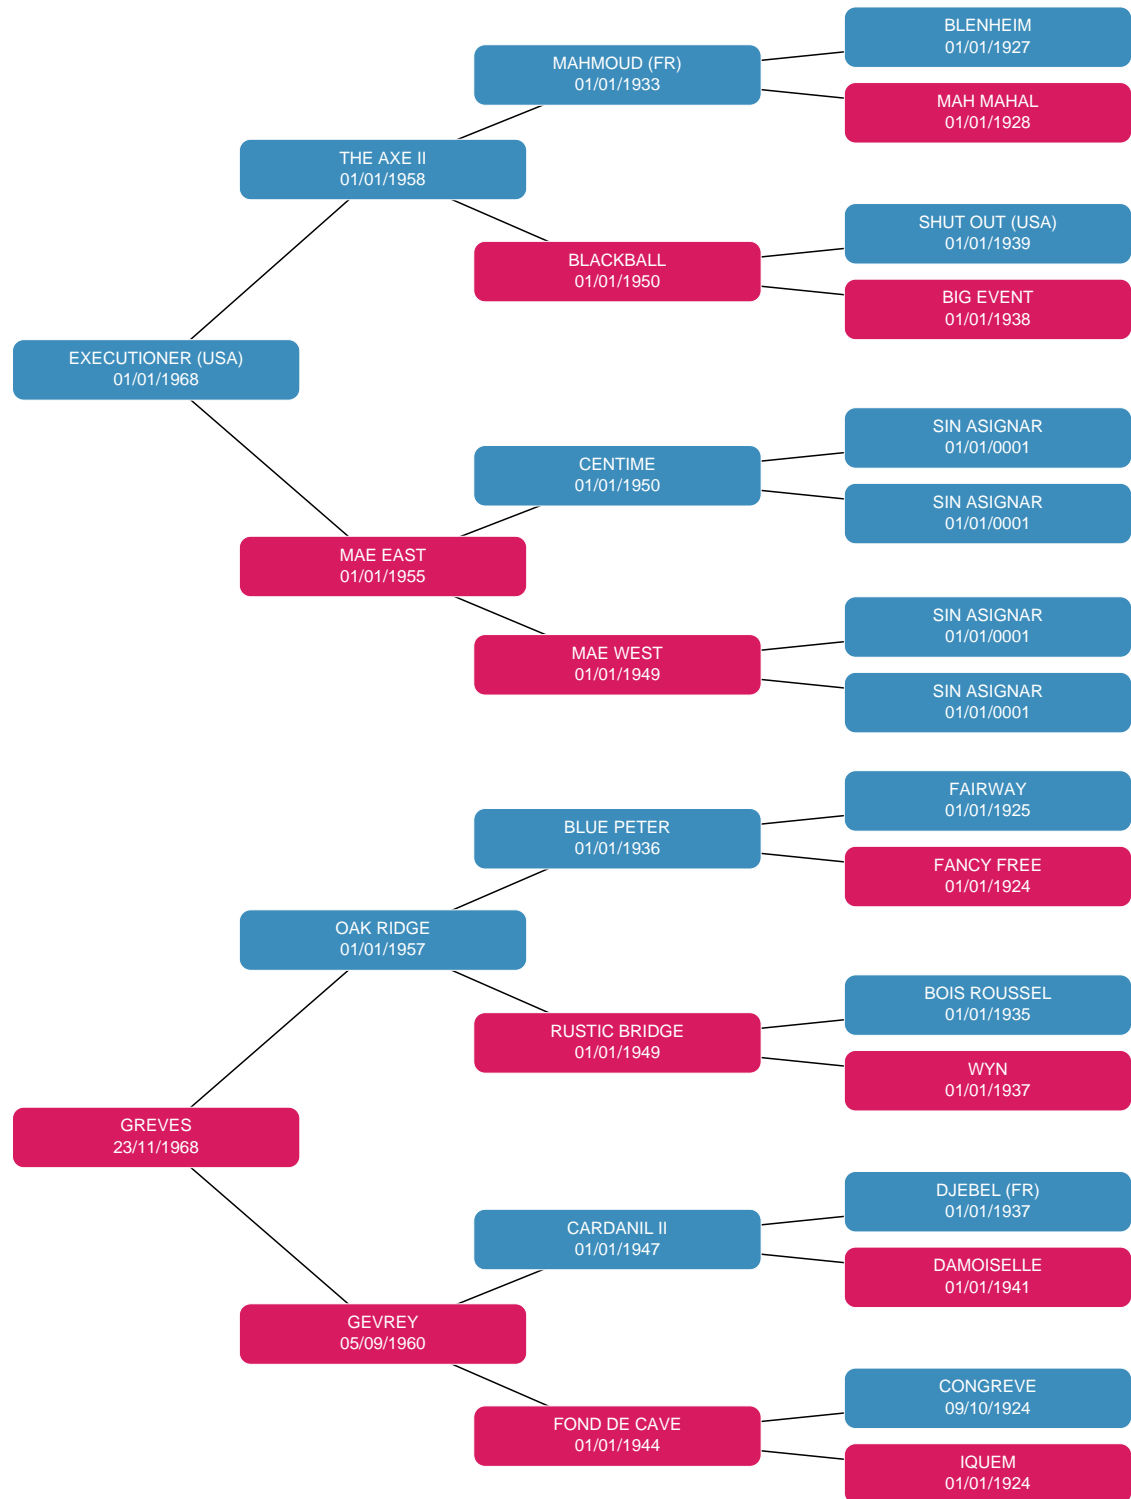 BLENHEIM
01/01/1927
MAHMOUD (FR)
01/01/1933
MAH MAHAL
01/01/1928
THE AXE II
01/01/1958
SHUT OUT (USA)
01/01/1939
BLACKBALL
01/01/1950
BIG EVENT
01/01/1938
EXECUTIONER (USA)
01/01/1968
SIN ASIGNAR
01/01/0001
CENTIME
01/01/1950
SIN ASIGNAR
01/01/0001
MAE EAST
01/01/1955
SIN ASIGNAR
01/01/0001
MAE WEST
01/01/1949
SIN ASIGNAR
01/01/0001
FAIRWAY
01/01/1925
BLUE PETER
01/01/1936
FANCY FREE
01/01/1924
OAK RIDGE
01/01/1957
BOIS ROUSSEL
01/01/1935
RUSTIC BRIDGE
01/01/1949
WYN
01/01/1937
GREVES
23/11/1968
DJEBEL (FR)
01/01/1937
CARDANIL II
01/01/1947
DAMOISELLE
01/01/1941
GEVREY
05/09/1960
CONGREVE
09/10/1924
FOND DE CAVE
01/01/1944
IQUEM
01/01/1924